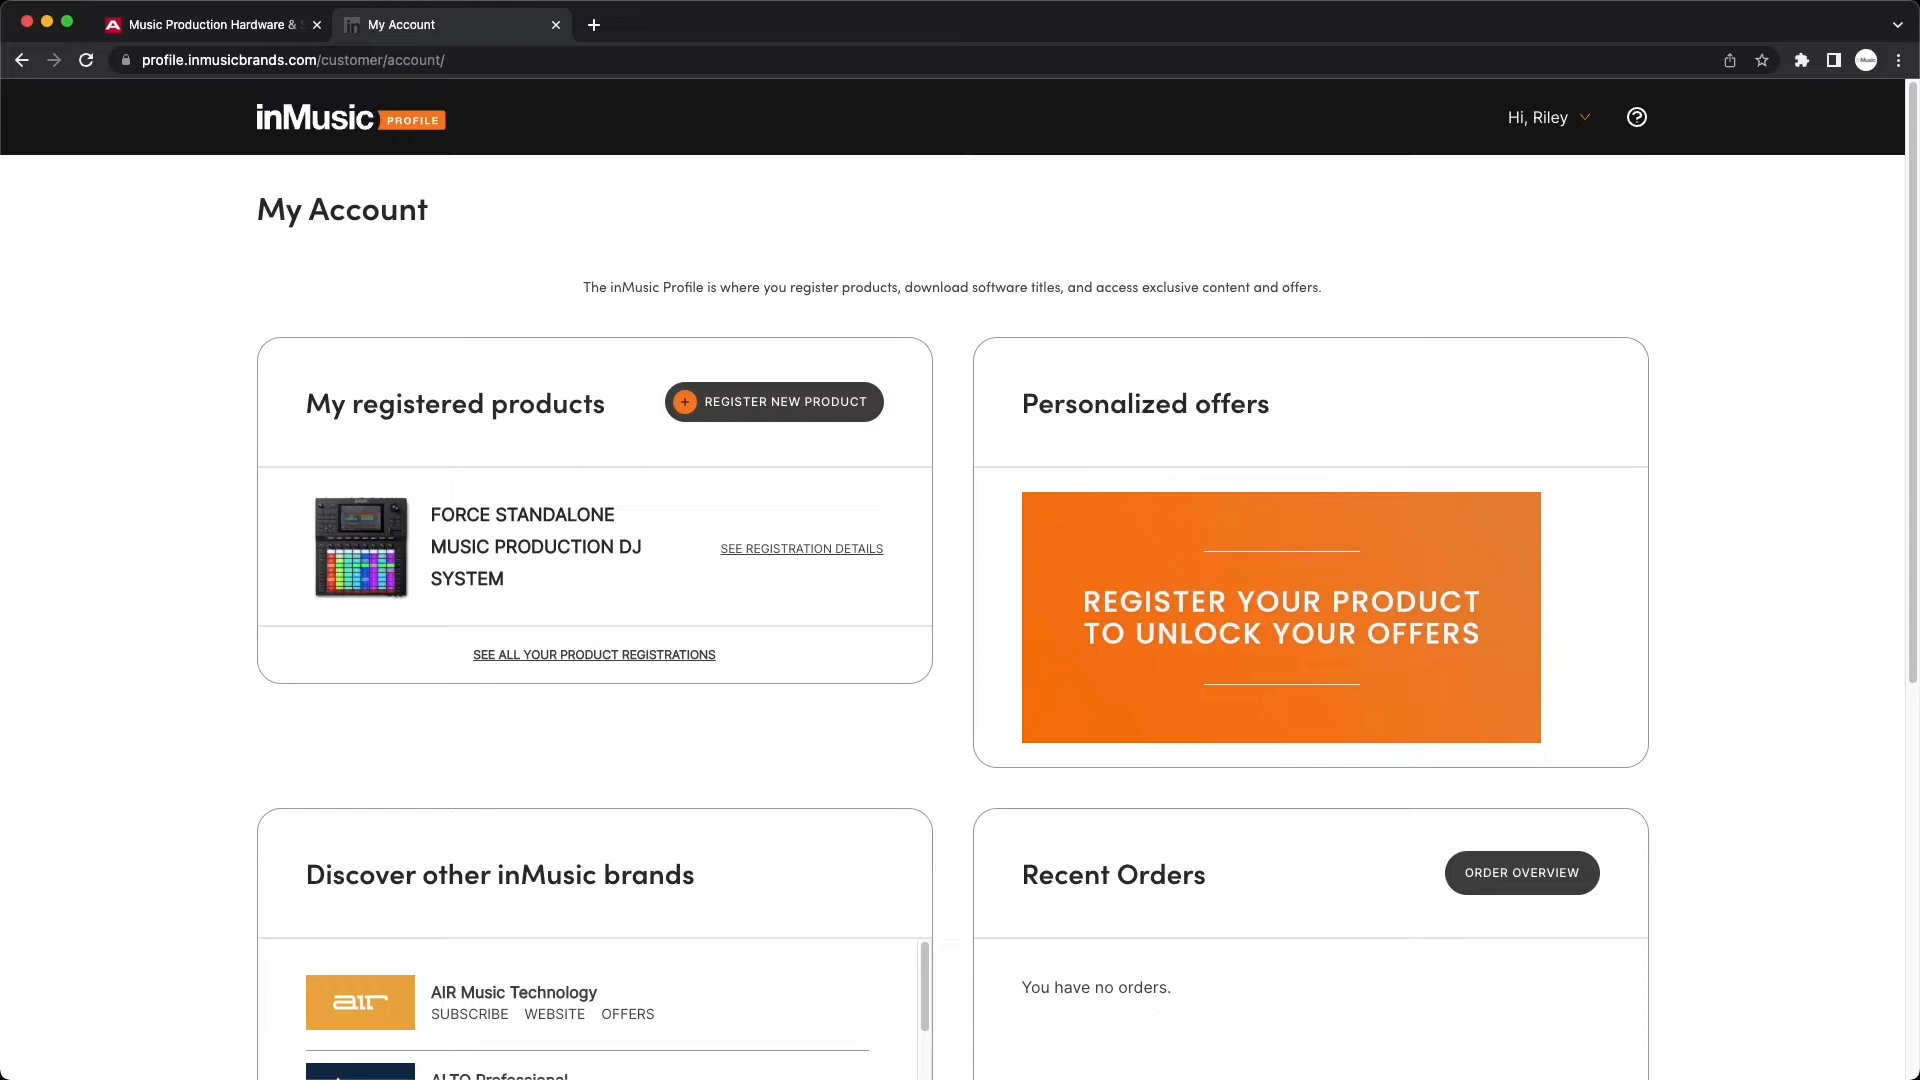 Music Production Hardware &
My Account
profile.inmusicbrands.com/customer/account/
inMusic PROFILE
Hi, Riley
My Account
The inMusic Profile is where you register products, download software titles, and access exclusive content and offers.
My registered products
REGISTER NEW PRODUCT
FORCE STANDALONE
MUSIC PRODUCTION DJ
SYSTEM
SEE REGISTRATION DETAILS
SEE ALL YOUR PRODUCT REGISTRATIONS
Personalized offers
REGISTER YOUR PRODUCT
TO UNLOCK YOUR OFFERS
Discover other inMusic brands
AIR
AIR Music Technology
SUBSCRIBE WEBSITE OFFERS
ALTO Professional
Recent Orders
ORDER OVERVIEW
You have no orders.